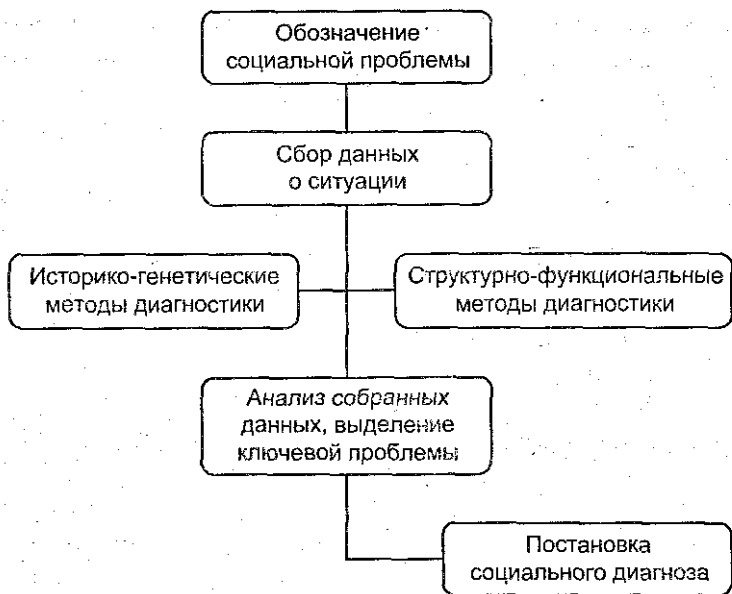 Обозначение
социальной проблемы
Сбор данных
о ситуации
Историко-генетические
методы диагностики
Структурно-функциональные
методы диагностики
Анализ собранных
данных, выделение
ключевой проблемы
Постановка
социального диагноза